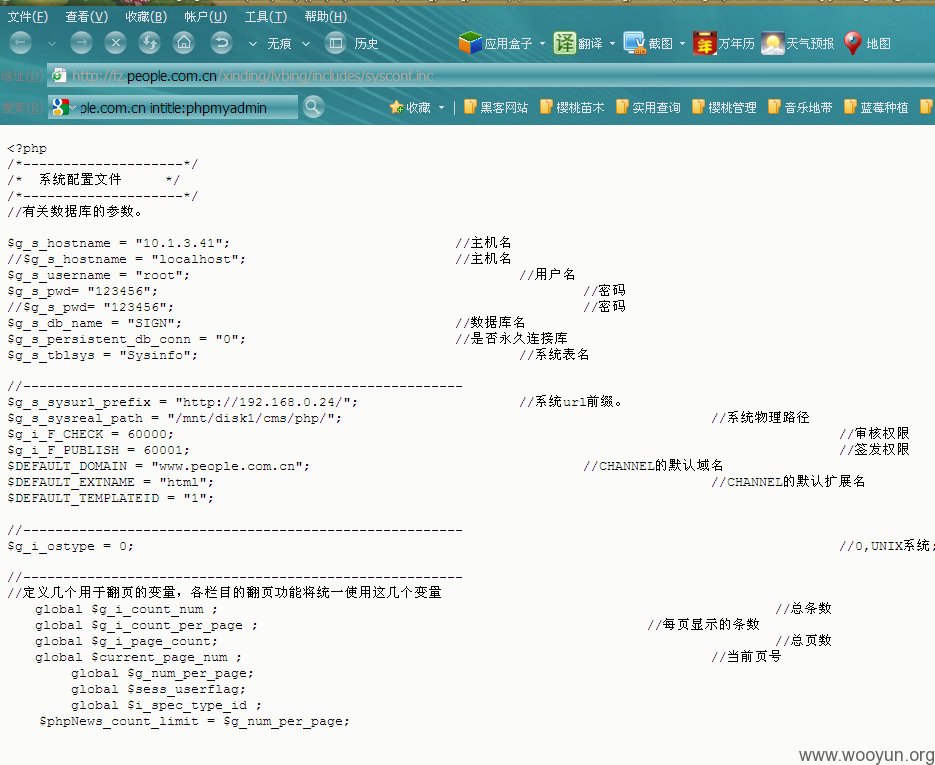 文件(F) 查看(V) 收藏(B) 帐户(U) 工具(T) 帮助(H)
无痕 历史 应用盒子 翻译 截图 万年历 天气预报 地图
地址(D) http://fz.people.com.cn/xinding/lvbing/includes/sysconf.inc
搜索(R) ple.com.cn intitle:phpmyadmin 收藏 黑客网站 樱桃苗木 实用查询 樱桃管理 音乐地带 蓝莓种植
<?php
/*--------------------*/
/* 系统配置文件 */
/*--------------------*/
//有关数据库的参数。
$g_s_hostname = "10.1.3.41"; //主机名
//$g_s_hostname = "localhost"; //主机名
$g_s_username = "root"; //用户名
$g_s_pwd= "123456"; //密码
//$g_s_pwd= "123456"; //密码
$g_s_db_name = "SIGN"; //数据库名
$g_s_persistent_db_conn = "0"; //是否永久连接库
$g_s_tblsys = "Sysinfo"; //系统表名
//-------------------------------------------------------
$g_s_sysurl_prefix = "http://192.168.0.24/"; //系统url前缀。
$g_s_sysreal_path = "/mnt/disk1/cms/php/"; //系统物理路径
$g_i_F_CHECK = 60000; //审核权限
$g_i_F_PUBLISH = 60001; //签发权限
$DEFAULT_DOMAIN = "www.people.com.cn"; //CHANNEL的默认域名
$DEFAULT_EXTNAME = "html"; //CHANNEL的默认扩展名
$DEFAULT_TEMPLATEID = "1";
//-------------------------------------------------------
$g_i_ostype = 0; //0,UNIX系统;
//-------------------------------------------------------
//定义几个用于翻页的变量，各栏目的翻页功能将统一使用这几个变量
global $g_i_count_num ; //总条数
global $g_i_count_per_page ; //每页显示的条数
global $g_i_page_count; //总页数
global $current_page_num ; //当前页号
global $g_num_per_page;
global $sess_userflag;
global $i_spec_type_id ;
$phpNews_count_limit = $g_num_per_page;
www.wooyun.org